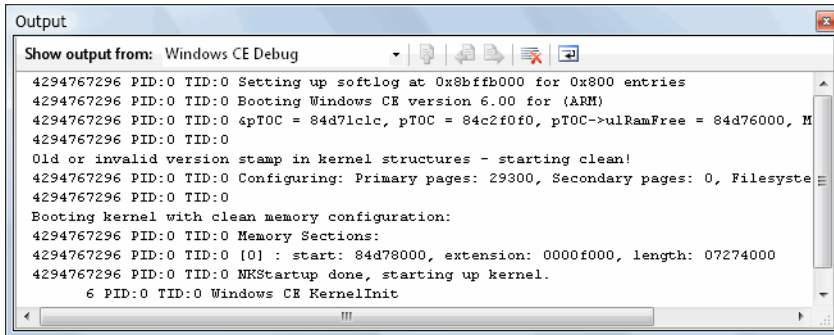 Output
Show output from: Windows CE Debug
4294767296 PID:0 TID:0 Setting up softlog at 0x8bffb000 for 0x800 entries
4294767296 PID:0 TID:0 Booting Windows CE version 6.00 for (ARM)
4294767296 PID:0 TID:0 &pTOC = 84d71c1c, pTOC = 84c2f0f0, pTOC->ulRamFree = 84d76000, M
4294767296 PID:0 TID:0
Old or invalid version stamp in kernel structures - starting clean!
4294767296 PID:0 TID:0 Configuring: Primary pages: 29300, Secondary pages: 0, Filesyste
4294767296 PID:0 TID:0
Booting kernel with clean memory configuration:
4294767296 PID:0 TID:0 Memory Sections:
4294767296 PID:0 TID:0 [0] : start: 84d78000, extension: 0000f000, length: 07274000
4294767296 PID:0 TID:0 NKStartup done, starting up kernel.
6 PID:0 TID:0 Windows CE KernelInit